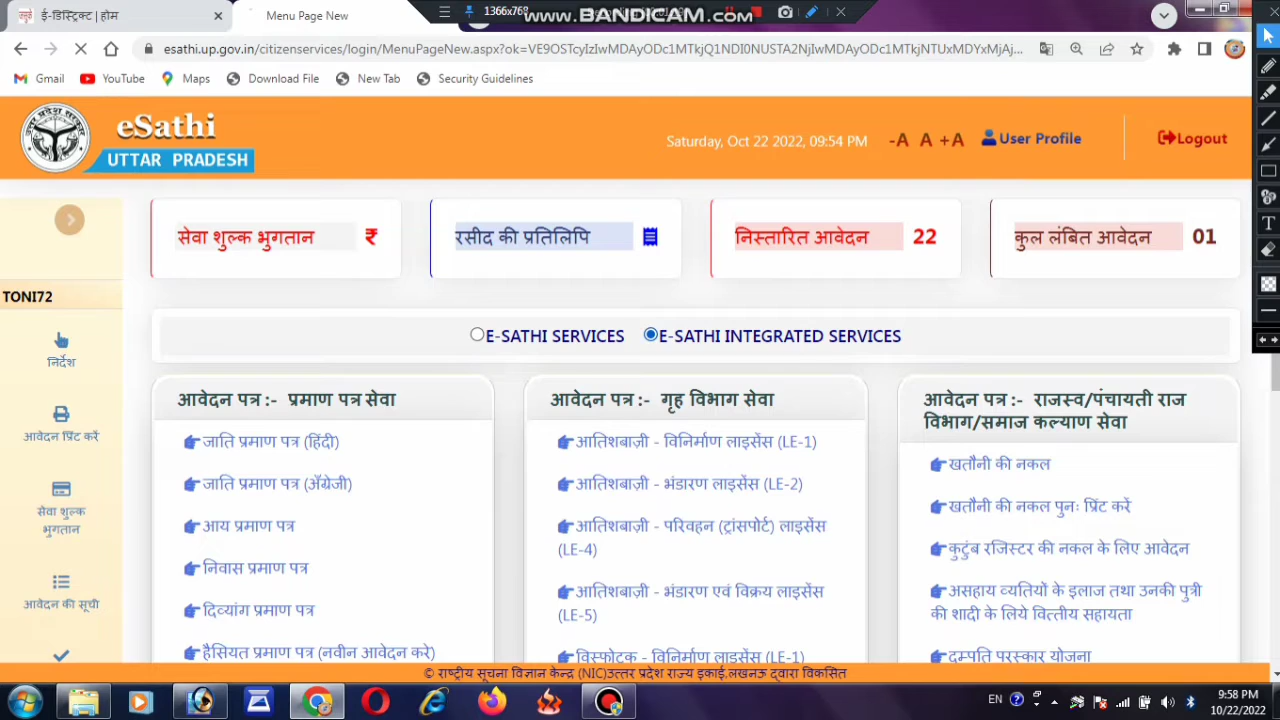 ई-डिस्ट्रिक्ट | होम
Menu Page New
1366x768
www.BANDICAM.com
esathi.up.gov.in/citizenservices/login/MenuPageNew.aspx?ok=VE9OSTcyIzIwMDAyODc1MTkjQ1NDI0NUSTA2NjIwMDAyODc1MTkjNTUxMDYxMjAj...
Gmail YouTube Maps Download File New Tab Security Guidelines
eSathi
UTTAR PRADESH
Saturday, Oct 22 2022, 09:54 PM -A A +A User Profile Logout
सेवा शुल्क भुगतान ₹ रसीद की प्रतिलिपि निस्तारित आवेदन 22 कुल लंबित आवेदन 01
TONI72
E-SATHI SERVICES E-SATHI INTEGRATED SERVICES
निर्देश
आवेदन प्रिंट करें
सेवा शुल्क
भुगतान
आवेदन की सूची
आवेदन पत्र :- प्रमाण पत्र सेवा
जाति प्रमाण पत्र (हिंदी)
जाति प्रमाण पत्र (अँग्रेजी)
आय प्रमाण पत्र
निवास प्रमाण पत्र
दिव्यांग प्रमाण पत्र
हैसियत प्रमाण पत्र (नवीन आवेदन करे)
आवेदन पत्र :- गृह विभाग सेवा
आतिशबाज़ी - विनिर्माण लाइसेंस (LE-1)
आतिशबाज़ी - भंडारण लाइसेंस (LE-2)
आतिशबाज़ी - परिवहन (ट्रांसपोर्ट) लाइसेंस
(LE-4)
आतिशबाज़ी - भंडारण एवं विक्रय लाइसेंस
(LE-5)
विस्फोटक - विनिर्माण लाइसेंस (LE-1)
आवेदन पत्र :- राजस्व/पंचायती राज
विभाग/समाज कल्याण सेवा
खतौनी की नकल
खतौनी की नकल पुनः प्रिंट करें
कुटुंब रजिस्टर की नकल के लिए आवेदन
असहाय व्यतियों के इलाज तथा उनकी पुत्री
की शादी के लिये वित्तीय सहायता
दम्पति पुरस्कार योजना
© राष्ट्रीय सूचना विज्ञान केन्द्र (NIC)उत्तर प्रदेश राज्य इकाई,लखनऊ द्वारा विकसित
EN 9:58 PM
10/22/2022